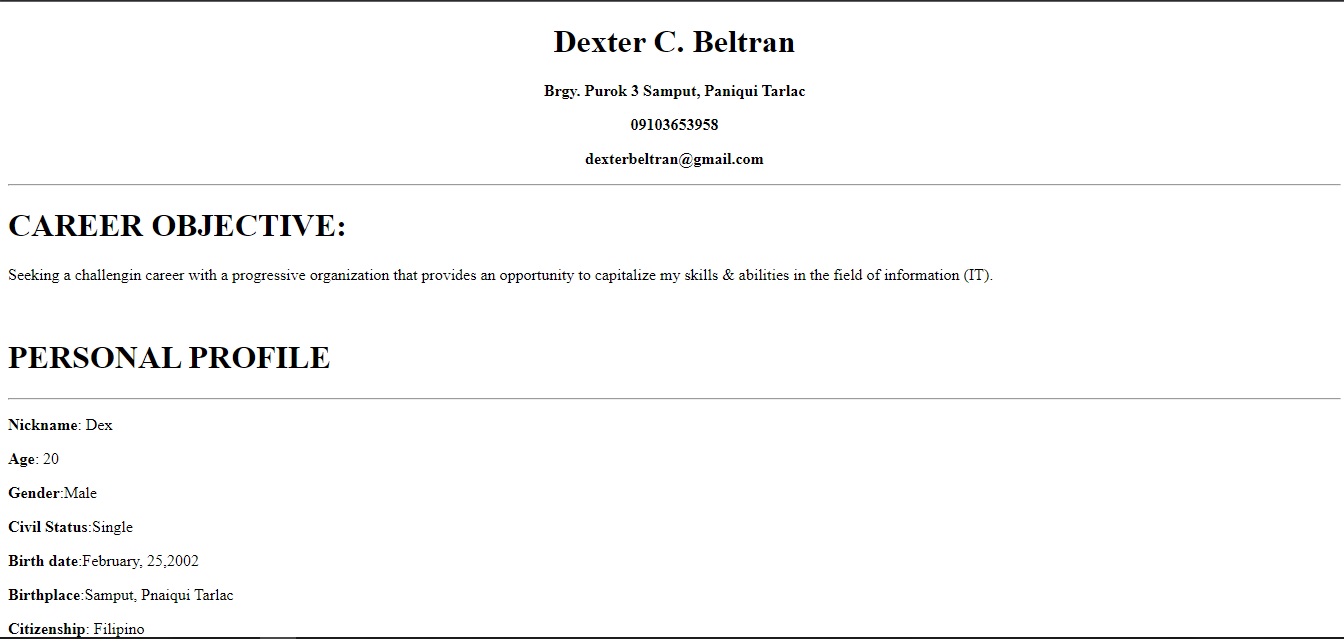 Dexter C. Beltran
Brgy. Purok 3 Samput, Paniqui Tarlac
09103653958
dexterbeltran@gmail.com
CAREER OBJECTIVE:
Seeking a challengin career with a progressive organization that provides an opportunity to capitalize my skills & abilities in the field of information (IT).
PERSONAL PROFILE
Nickname: Dex
Age: 20
Gender:Male
Civil Status:Single
Birth date:February, 25,2002
Birthplace:Samput, Pnaiqui Tarlac
Citizenship: Filipino